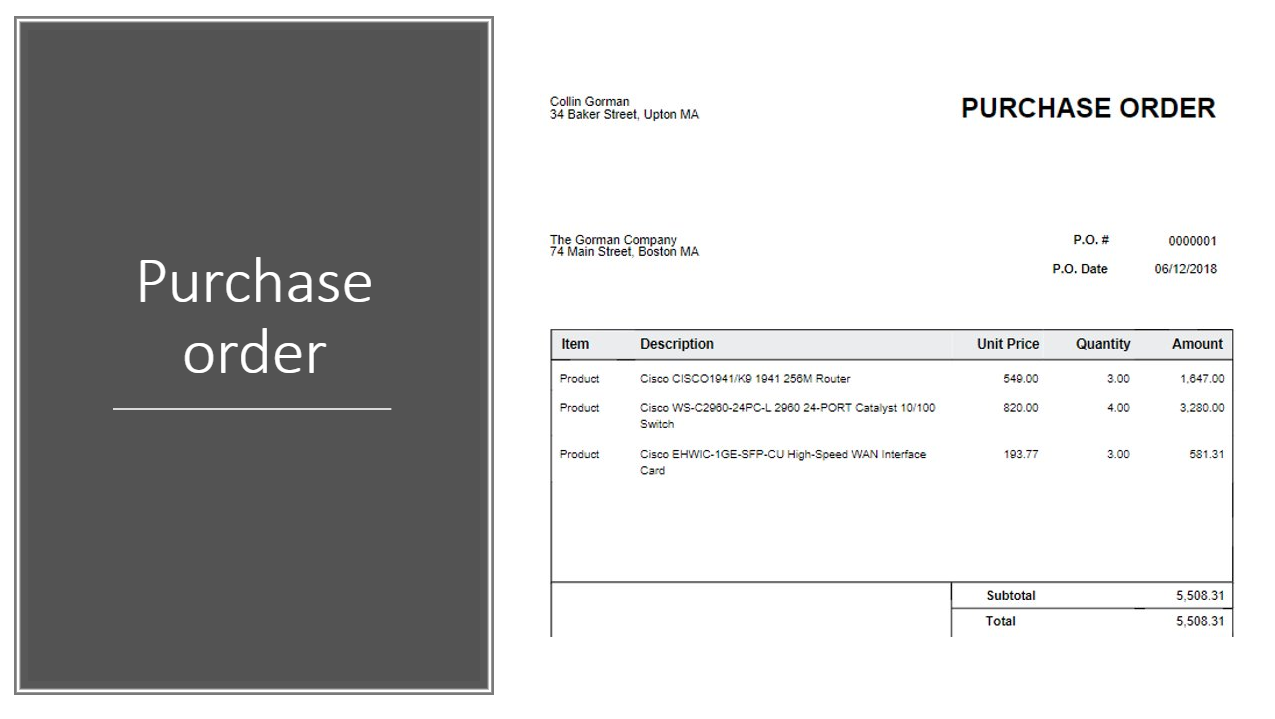 Purchase
order
Collin Gorman
34 Baker Street, Upton MA
PURCHASE ORDER
The Gorman Company
74 Main Street, Boston MA
P.O. # 0000001
P.O. Date 06/12/2018
Item Description Unit Price Quantity Amount
Product Cisco CISCO1941/K9 1941 256M Router 549.00 3.00 1,647.00
Product Cisco WS-C2960-24PC-L 2960 24-PORT Catalyst 10/100 820.00 4.00 3,280.00
Switch
Product Cisco EHWIC-1GE-SFP-CU High-Speed WAN Interface 193.77 3.00 581.31
Card
Subtotal 5,508.31
Total 5,508.31